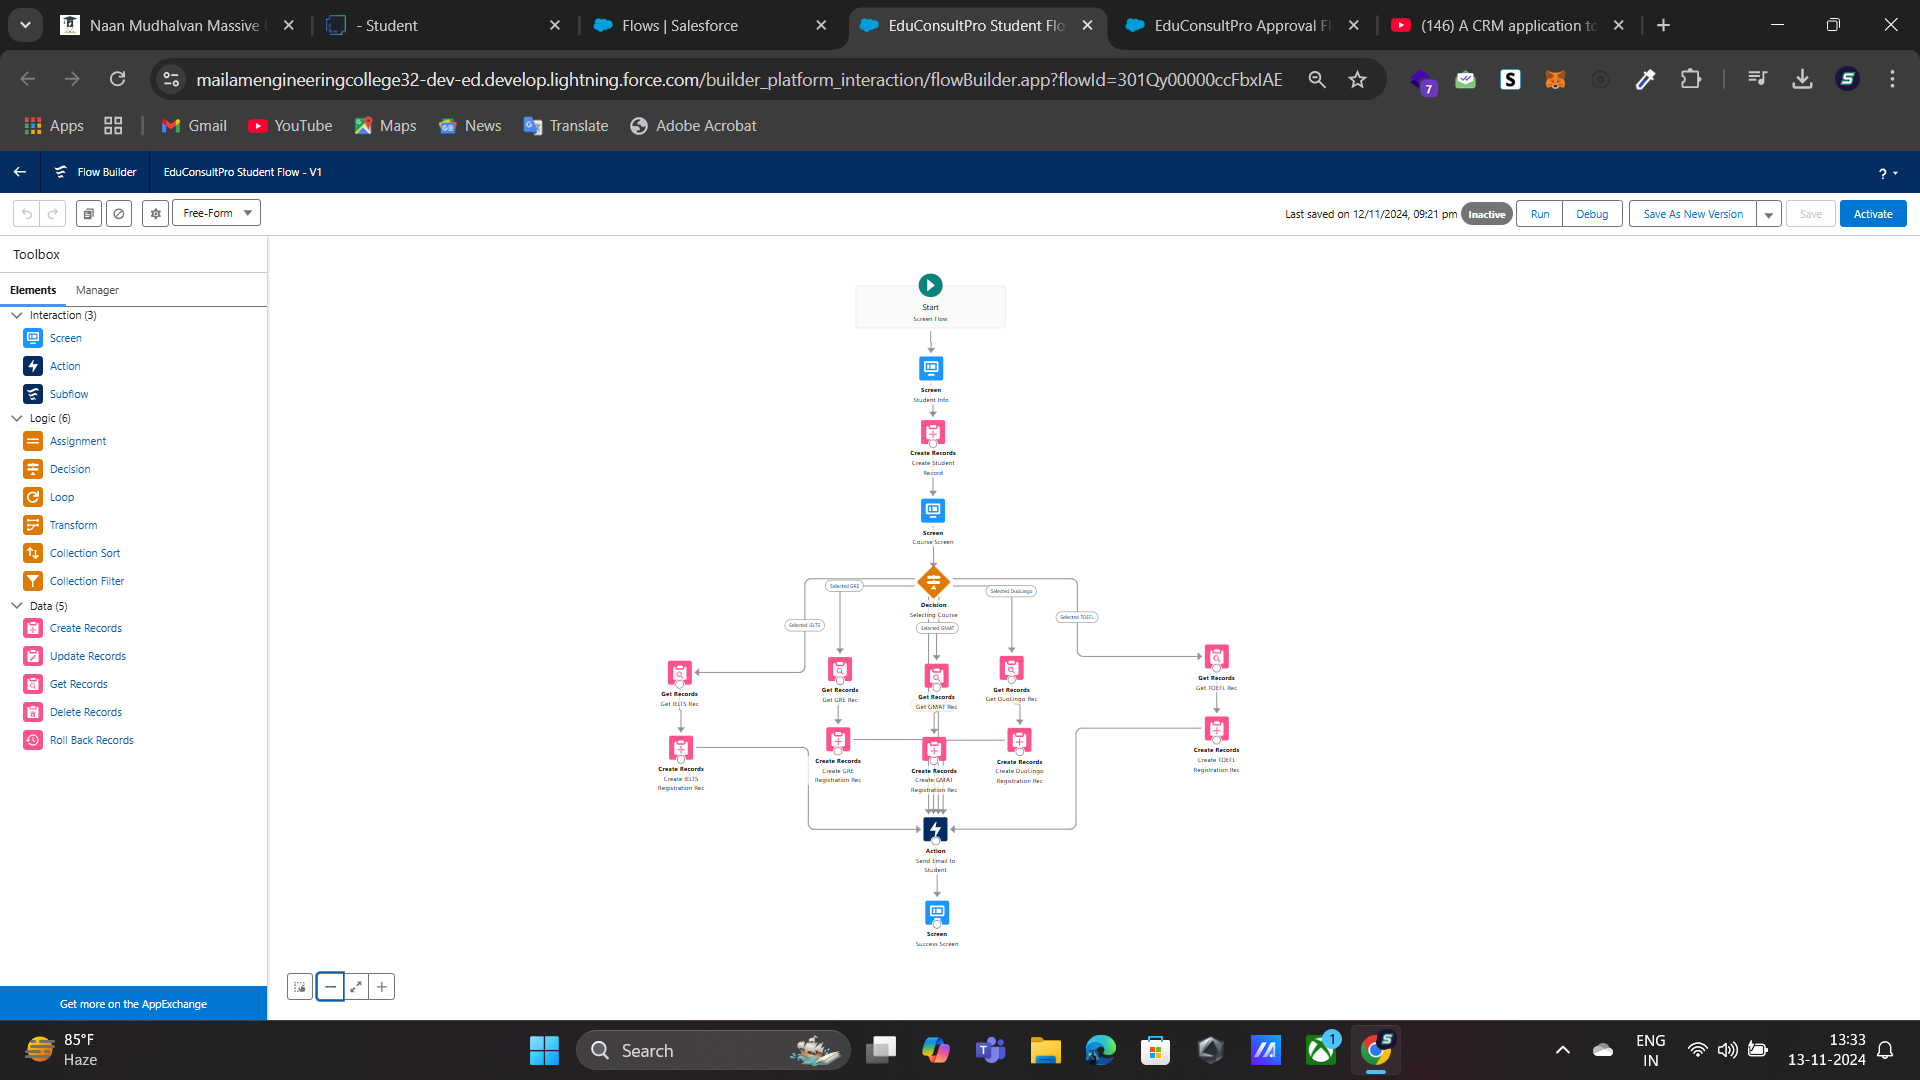 Naan Mudhalvan Massive
- Student
Flows | Salesforce
EduConsultPro Student Flo
EduConsultPro Approval Fl
(146) A CRM application to
mailamengineeringcollege32-dev-ed.develop.lightning.force.com/builder_platform_interaction/flowBuilder.app?flowId=301Qy00000ccFbxIAE
7
Apps
Gmail
YouTube
Maps
News
Translate
Adobe Acrobat
Flow Builder
EduConsultPro Student Flow - V1
?
Free-Form
Last saved on 12/11/2024, 09:21 pm
Inactive
Run
Debug
Save As New Version
Save
Activate
Toolbox
Elements
Manager
Interaction (3)
Screen
Action
Subflow
Logic (6)
Assignment
Decision
Loop
Transform
Collection Sort
Collection Filter
Data (5)
Create Records
Update Records
Get Records
Delete Records
Roll Back Records
Get more on the AppExchange
Start
Screen Flow
Screen
Student Info
Create Records
Create Student
Record
Screen
Course Screen
Decision
Selecting Course
Selected GRE
Selected DuoLingo
Selected IELTS
Selected GMAT
Selected TOEFL
Get Records
Get IELTS Rec
Get Records
Get GRE Rec
Get Records
Get GMAT Rec
Get Records
Get DuoLingo Rec
Get Records
Get TOEFL Rec
Create Records
Create IELTS
Registration Rec
Create Records
Create GRE
Registration Rec
Create Records
Create GMAT
Registration Rec
Create Records
Create DuoLingo
Registration Rec
Create Records
Create TOEFL
Registration Rec
Action
Send Email to
Student
Screen
Success Screen
85°F
Haze
Search
1
ENG
IN
13:33
13-11-2024